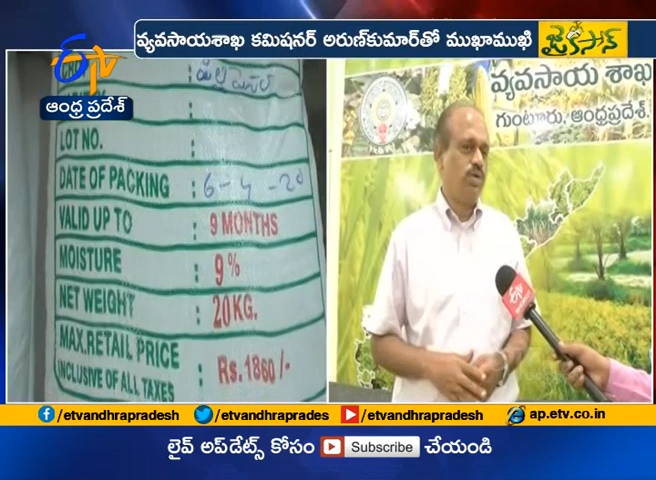 వ్యవసాయశాఖ కమిషనర్ అరుణ్‌కుమార్‌తో ముఖాముఖి
జైకిసాన్
ETV
ఆంధ్ర ప్రదేశ్
LOT NO. :
DATE OF PACKING : 6-4-20
VALID UP TO : 9 MONTHS
MOISTURE : 9%
NET WEIGHT : 20KG.
MAX.RETAIL PRICE
INCLUSIVE OF ALL TAXES : Rs.1860/-
వ్యవసాయ శాఖ
గుంటూరు, ఆంధ్రప్రదేశ్.
ETV
/etvandhrapradesh /etvandhraprades /etvandhrapradesh ap.etv.co.in
లైవ్ అప్‌డేట్స్ కోసం Subscribe చేయండి